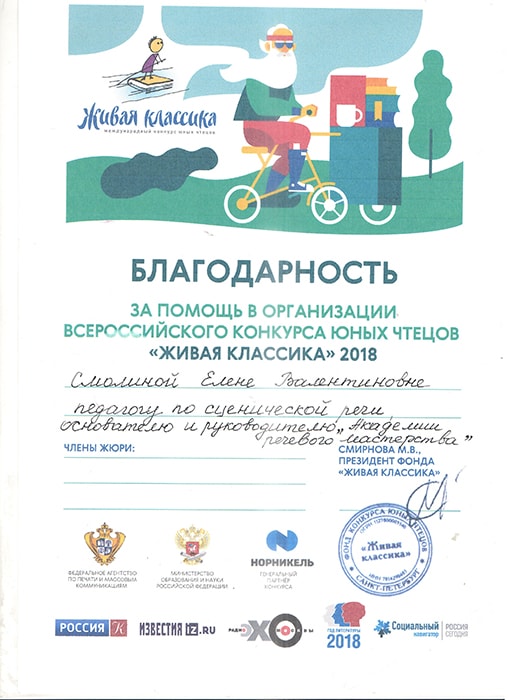 Живая классика
международный конкурс юных чтецов
БЛАГОДАРНОСТЬ
ЗА ПОМОЩЬ В ОРГАНИЗАЦИИ
ВСЕРОССИЙСКОГО КОНКУРСА ЮНЫХ ЧТЕЦОВ
«ЖИВАЯ КЛАССИКА» 2018
Смолиной Елене Валентиновне
педагогу по сценической речи
основателю и руководителю „Академии
речевого мастерства”
ЧЛЕНЫ ЖЮРИ:
СМИРНОВА М.В.,
ПРЕЗИДЕНТ ФОНДА
«ЖИВАЯ КЛАССИКА»
ФОНД КОНКУРСА ЮНЫХ ЧТЕЦОВ
«Живая
классика»
САНКТ-ПЕТЕРБУРГ
ФЕДЕРАЛЬНОЕ АГЕНТСТВО
ПО ПЕЧАТИ И МАССОВЫМ
КОММУНИКАЦИЯМ
МИНИСТЕРСТВО
ОБРАЗОВАНИЯ И НАУКИ
РОССИЙСКОЙ ФЕДЕРАЦИИ
НОРНИКЕЛЬ
ГЕНЕРАЛЬНЫЙ
ПАРТНЁР
КОНКУРСА
РОССИЯ К
ИЗВЕСТИЯ IZ.RU
РАДИО ЭХО МОСКВЫ
ГОД ЛИТЕРАТУРЫ
2018
Социальный
навигатор
РОССИЯ
СЕГОДНЯ